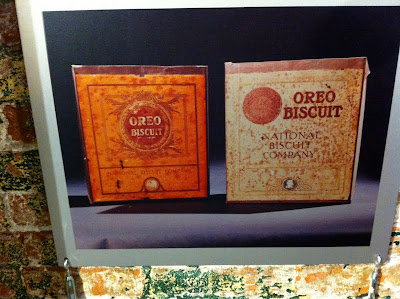 OREO
BISCUIT
OREO
BISCUIT
NATIONAL
BISCUIT
COMPANY